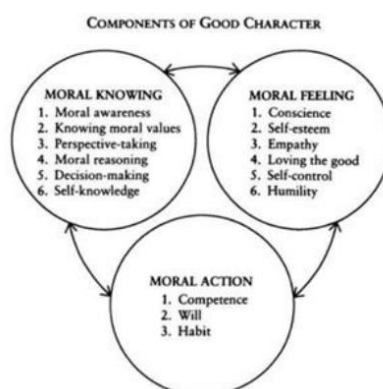 COMPONENTS OF GOOD CHARACTER
MORAL KNOWING
1. Moral awareness
2. Knowing moral values
3. Perspective-taking
4. Moral reasoning
5. Decision-making
6. Self-knowledge
MORAL FEELING
1. Conscience
2. Self-esteem
3. Empathy
4. Loving the good
5. Self-control
6. Humility
MORAL ACTION
1. Competence
2. Will
3. Habit